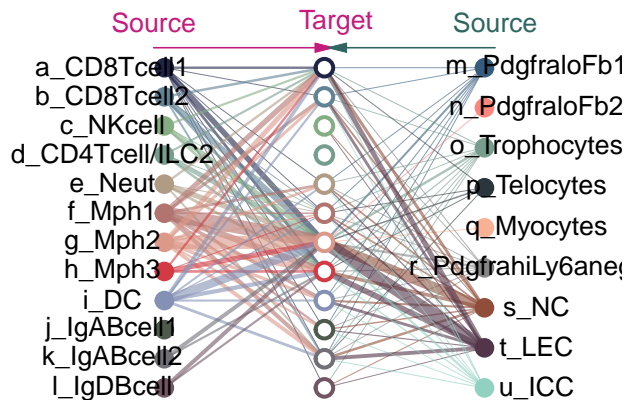 Source
Target
Source
a_CD8Tcell1
b_CD8Tcell2
c_NKcell
d_CD4Tcell/ILC2
e_Neut
f_Mph1
g_Mph2
h_Mph3
i_DC
j_IgABcell1
k_IgABcell2
l_IgDBcell
m_PdgfraloFb1
n_PdgfraloFb2
o_Trophocytes
p_Telocytes
q_Myocytes
r_PdgfrahiLy6aneg
s_NC
t_LEC
u_ICC